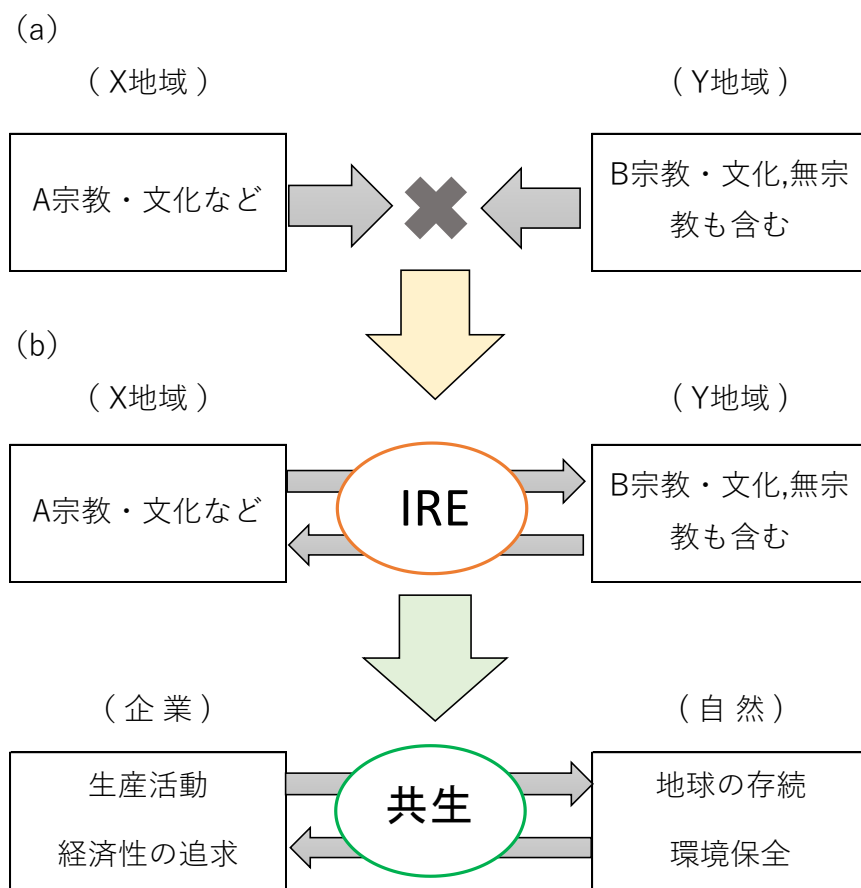 (a)
( X地域 )
( Y地域 )
A宗教・文化など
B宗教・文化,無宗
教も含む
(b)
( X地域 )
( Y地域 )
A宗教・文化など
IRE
B宗教・文化,無宗
教も含む
( 企 業 )
( 自 然 )
生産活動
経済性の追求
共生
地球の存続
環境保全